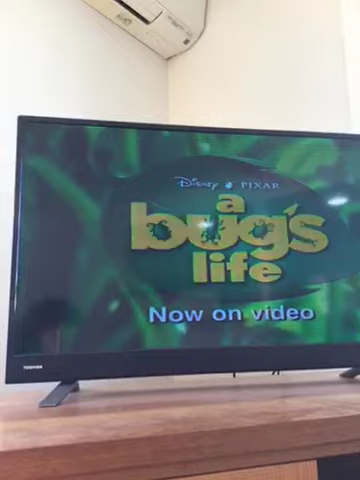 Disney PIXAR
a
bug's
life
Now on video
TOSHIBA